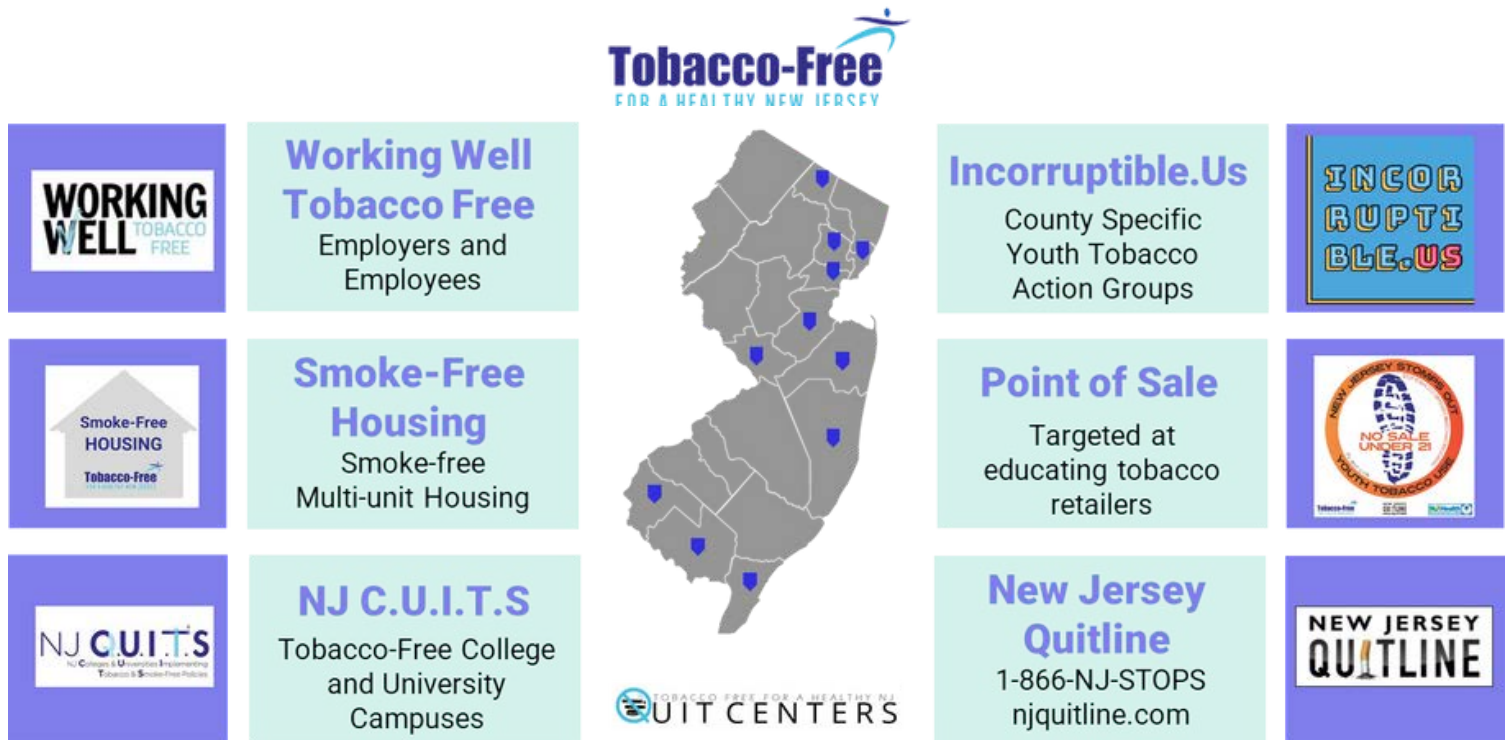 Tobacco-Free
FOR A HEALTHY NEW JERSEY
WORKING
WELL TOBACCO
FREE
Working Well
Tobacco Free
Employers and
Employees
Smoke-Free
HOUSING
Tobacco-Free
Smoke-Free
Housing
Smoke-free
Multi-unit Housing
NJ Q.U.I.T.S
NJ Colleges & Universities Implementing
Tobacco & Smoke-Free Policies
NJ C.U.I.T.S
Tobacco-Free College
and University
Campuses
TOBACCO FREE FOR A HEALTHY NJ
QUIT CENTERS
Incorruptible.Us
County Specific
Youth Tobacco
Action Groups
INCOR
RUPTI
BLE.US
Point of Sale
Targeted at
educating tobacco
retailers
NEW JERSEY STOMPS OUT
NO SALE
UNDER 21
YOUTH TOBACCO USE
Tobacco-Free
NJHealth
New Jersey
Quitline
1-866-NJ-STOPS
njquitline.com
NEW JERSEY
QUITLINE